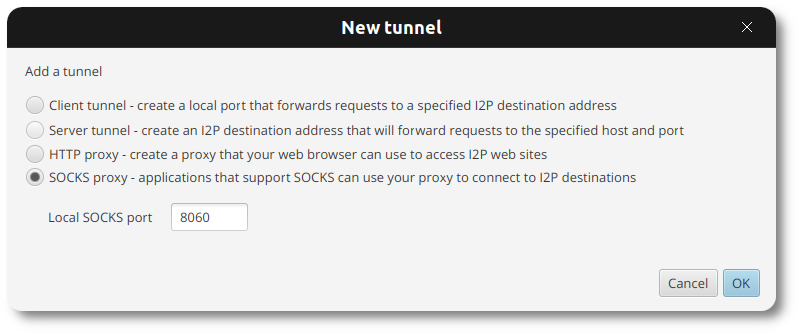 New tunnel
Add a tunnel
Client tunnel - create a local port that forwards requests to a specified I2P destination address
Server tunnel - create an I2P destination address that will forward requests to the specified host and port
HTTP proxy - create a proxy that your web browser can use to access I2P web sites
SOCKS proxy - applications that support SOCKS can use your proxy to connect to I2P destinations
Local SOCKS port 8060
Cancel OK